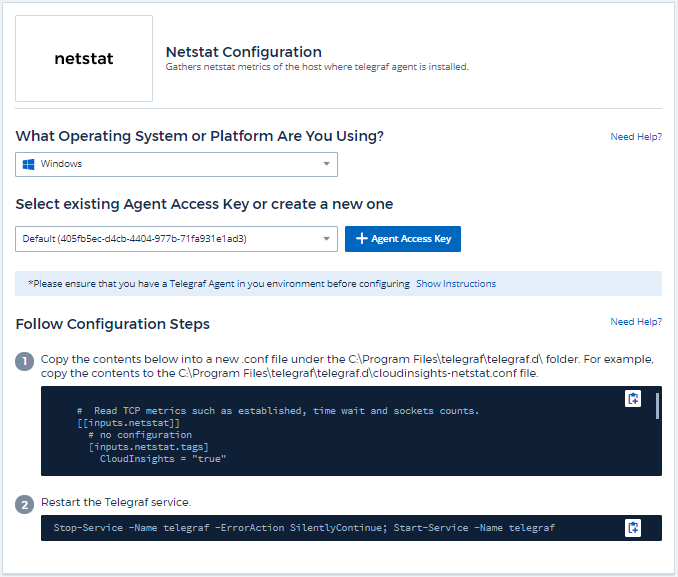 netstat
Netstat Configuration
Gathers netstat metrics of the host where telegraf agent is installed.
What Operating System or Platform Are You Using?
Need Help?
Windows
Select existing Agent Access Key or create a new one
Default (405fb5ec-d4cb-4404-977b-71fa931e1ad3)
+ Agent Access Key
*Please ensure that you have a Telegraf Agent in you environment before configuring Show Instructions
Follow Configuration Steps
Need Help?
1 Copy the contents below into a new .conf file under the C:\Program Files\telegraf\telegraf.d\ folder. For example,
copy the contents to the C:\Program Files\telegraf\telegraf.d\cloudinsights-netstat.conf file.
# Read TCP metrics such as established, time wait and sockets counts.
[[inputs.netstat]]
# no configuration
[inputs.netstat.tags]
CloudInsights = "true"
2 Restart the Telegraf service.
Stop-Service -Name telegraf -ErrorAction SilentlyContinue; Start-Service -Name telegraf